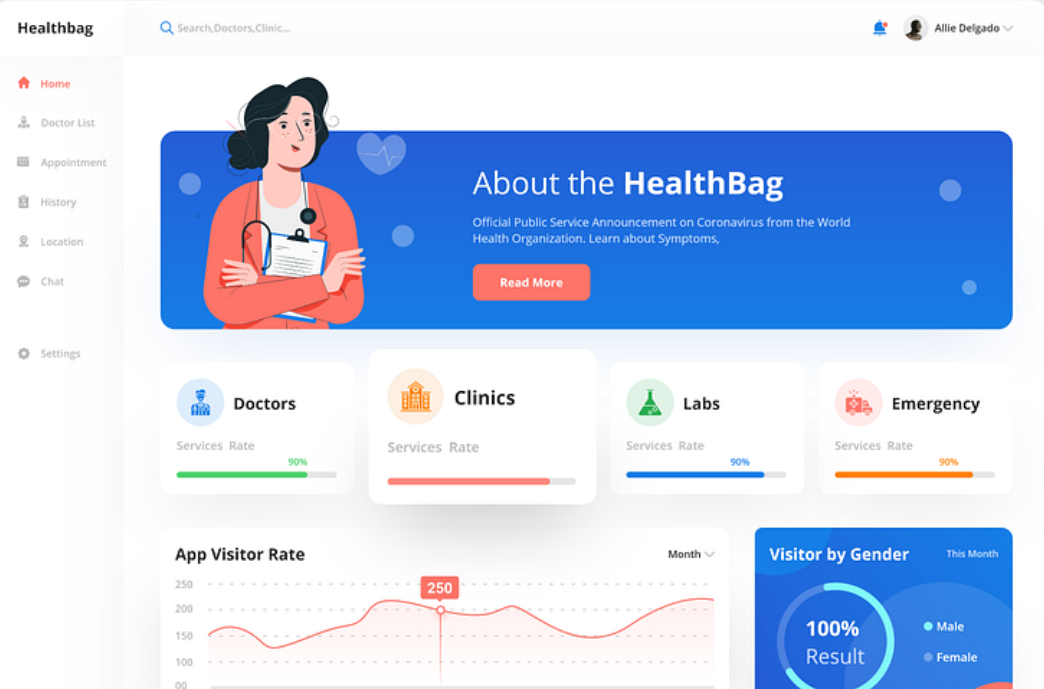 Healthbag
Search,Doctors,Clinic...
Allie Delgado
Home
Doctor List
Appointment
History
Location
Chat
Settings
About the HealthBag
Official Public Service Announcement on Coronavirus from the World
Health Organization. Learn about Symptoms,
Read More
Doctors
Services Rate
90%
Clinics
Services Rate
Labs
Services Rate
90%
Emergency
Services Rate
90%
App Visitor Rate
Month
250
200
150
100
00
250
Visitor by Gender
This Month
100%
Result
Male
Female